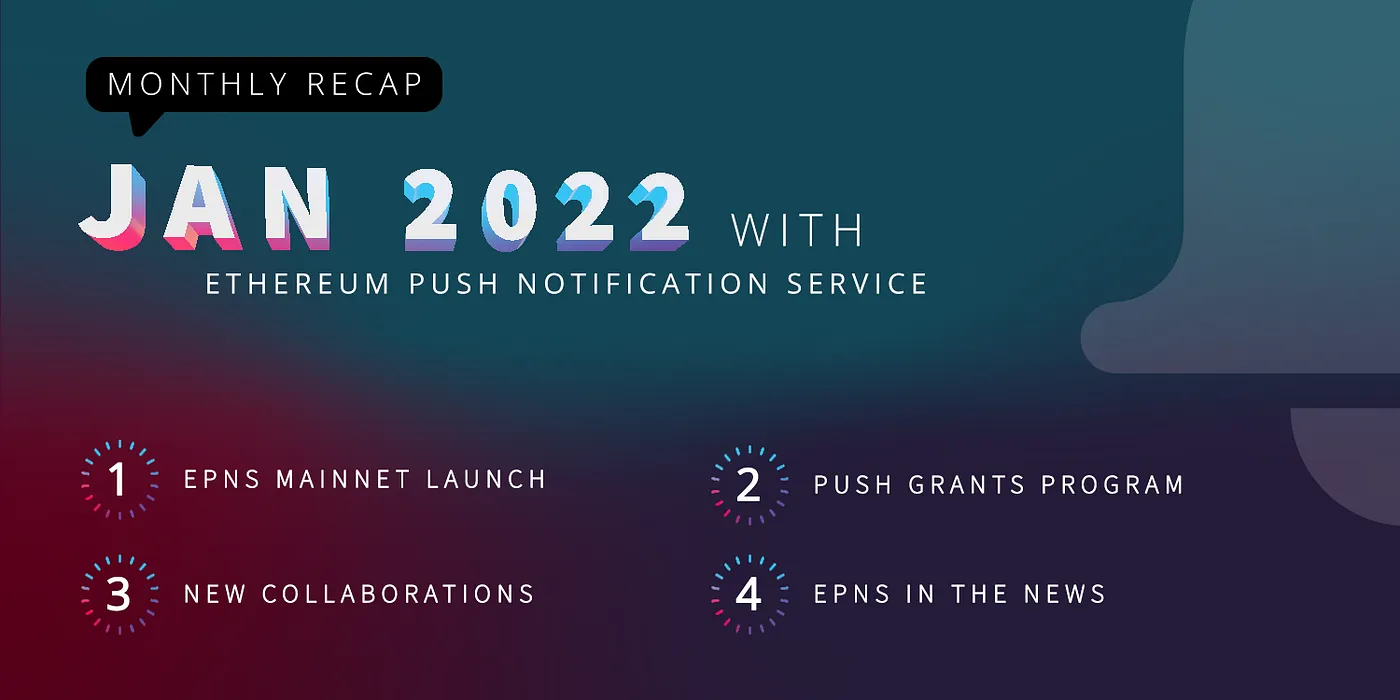 MONTHLY RECAP
JAN 2022 WITH
ETHEREUM PUSH NOTIFICATION SERVICE
1 EPNS MAINNET LAUNCH
2 PUSH GRANTS PROGRAM
3 NEW COLLABORATIONS
4 EPNS IN THE NEWS